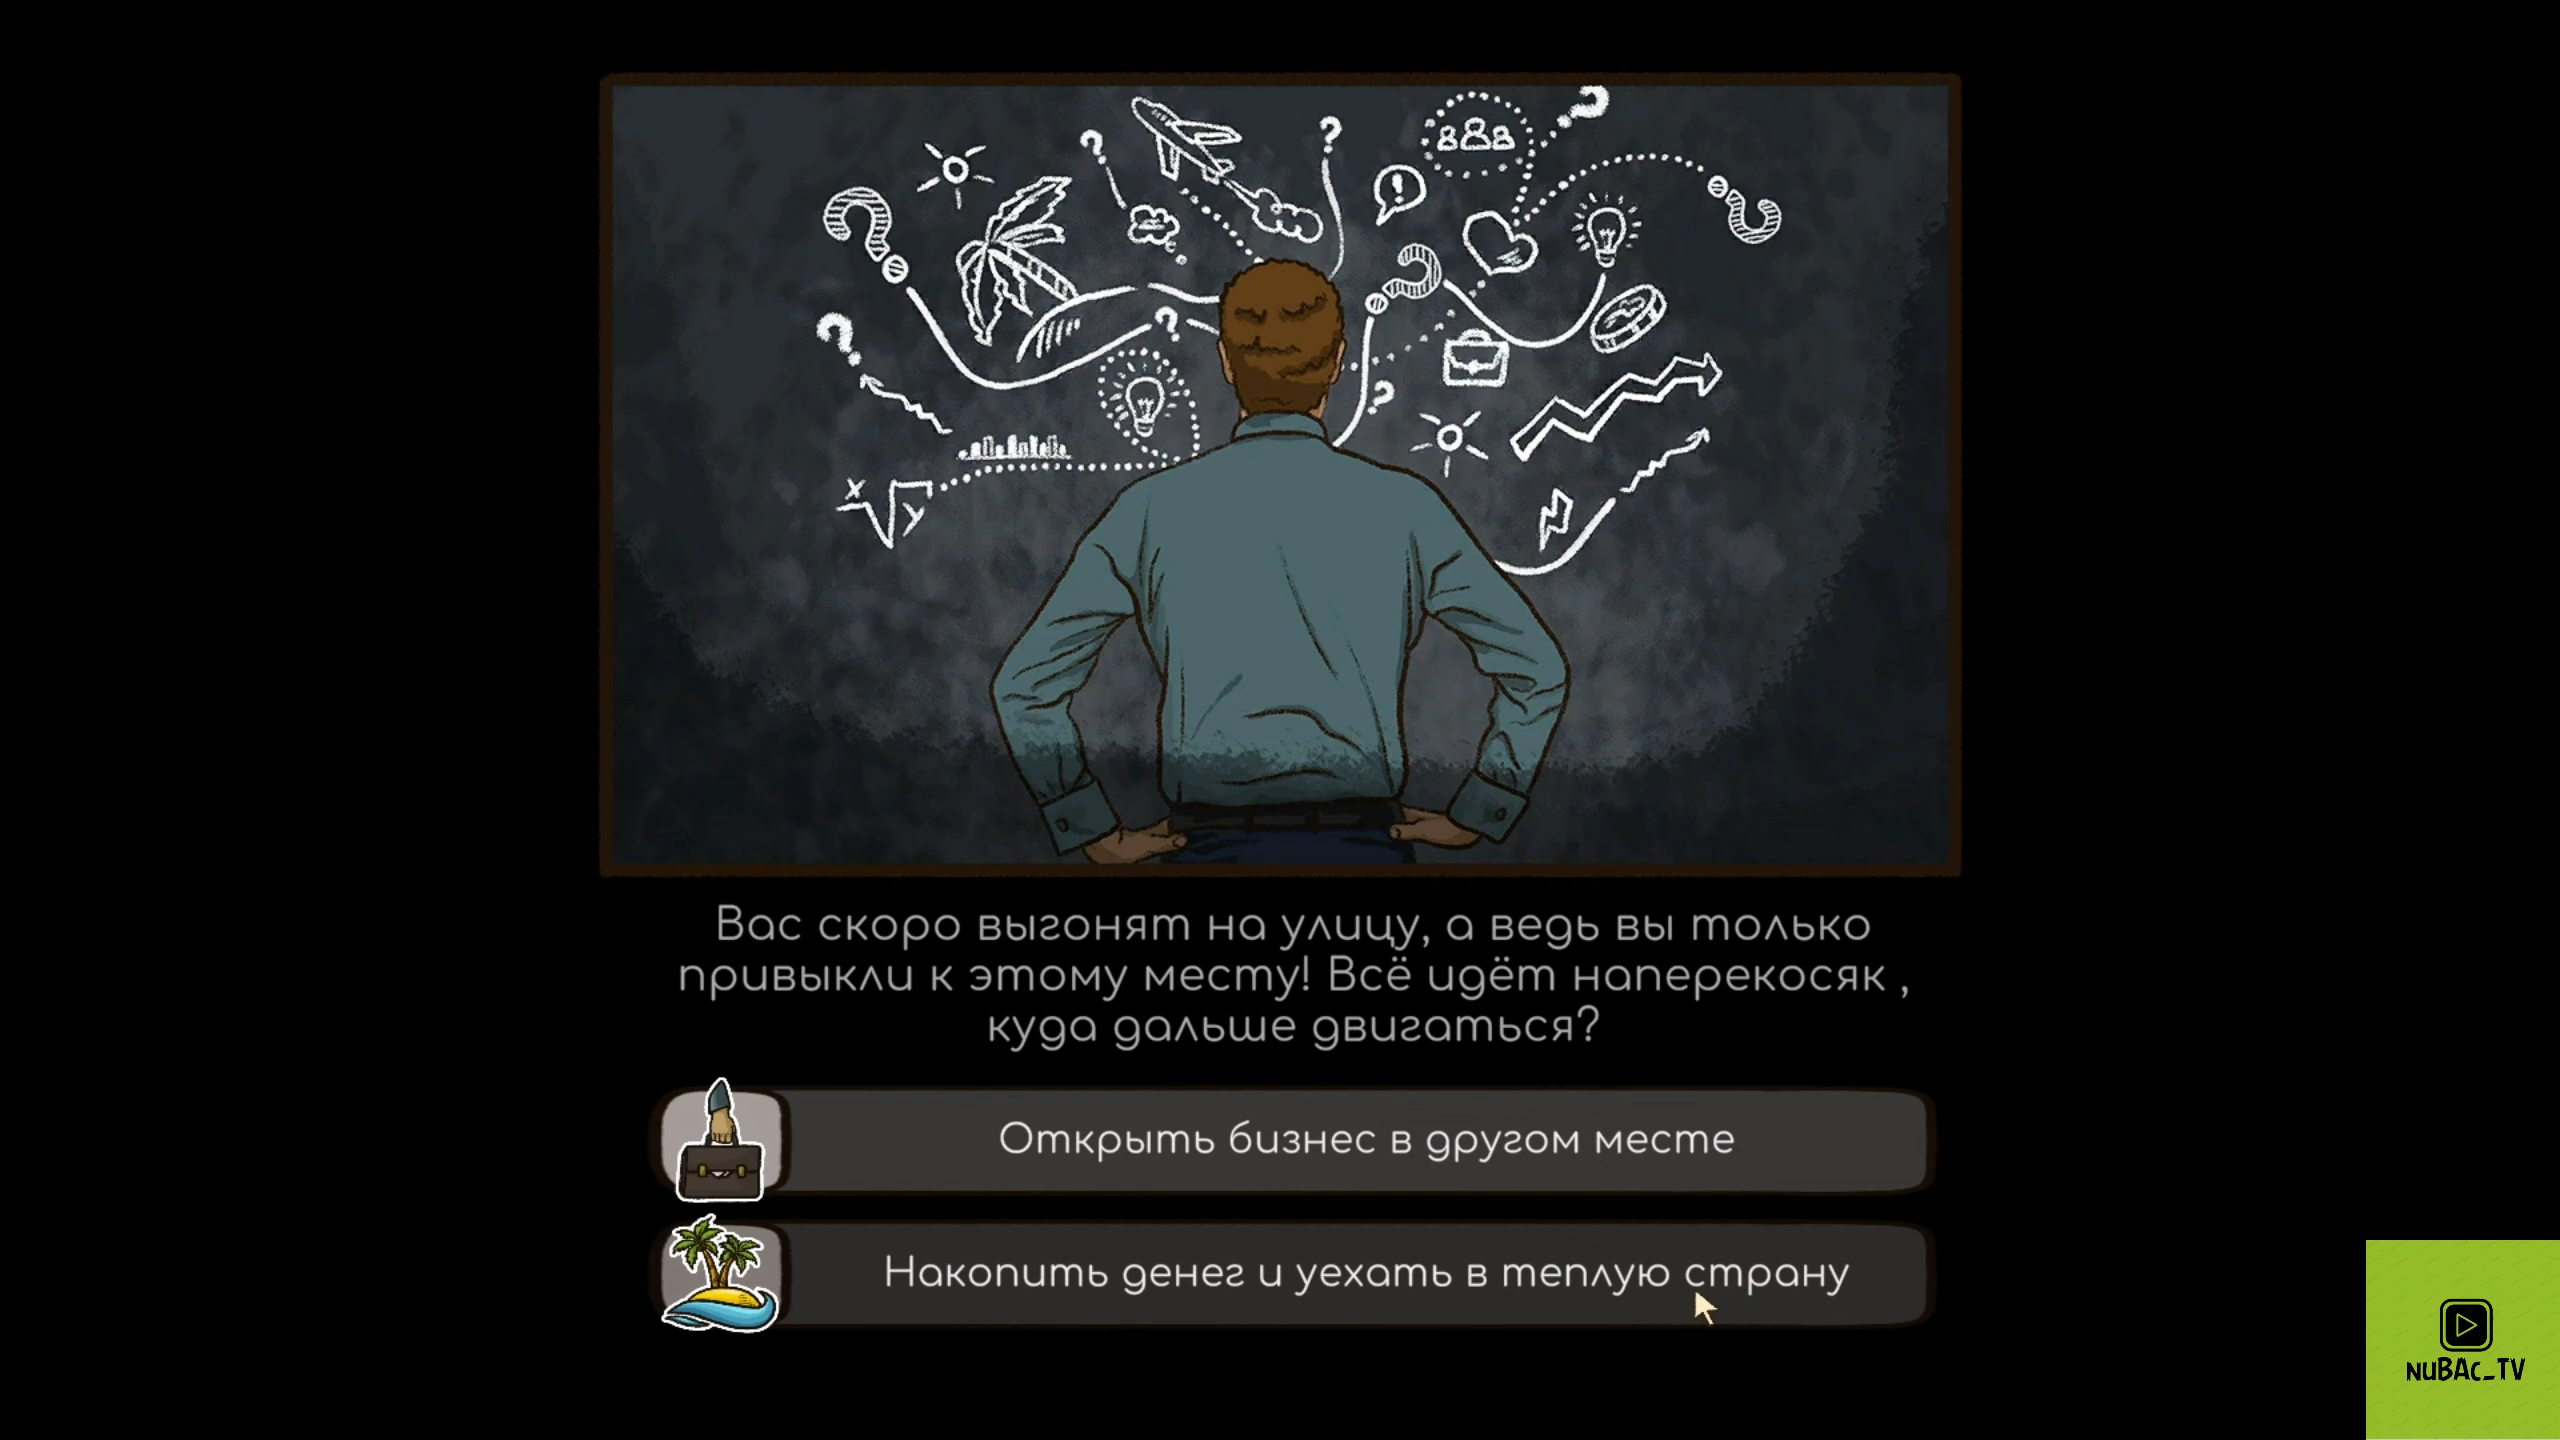 Вас скоро выгонят на улицу, а ведь вы только
привыкли к этому месту! Всё идёт наперекосяк ,
куда дальше двигаться?
Открыть бизнес в другом месте
Накопить денег и уехать в теплую страну
nuBAc_TV